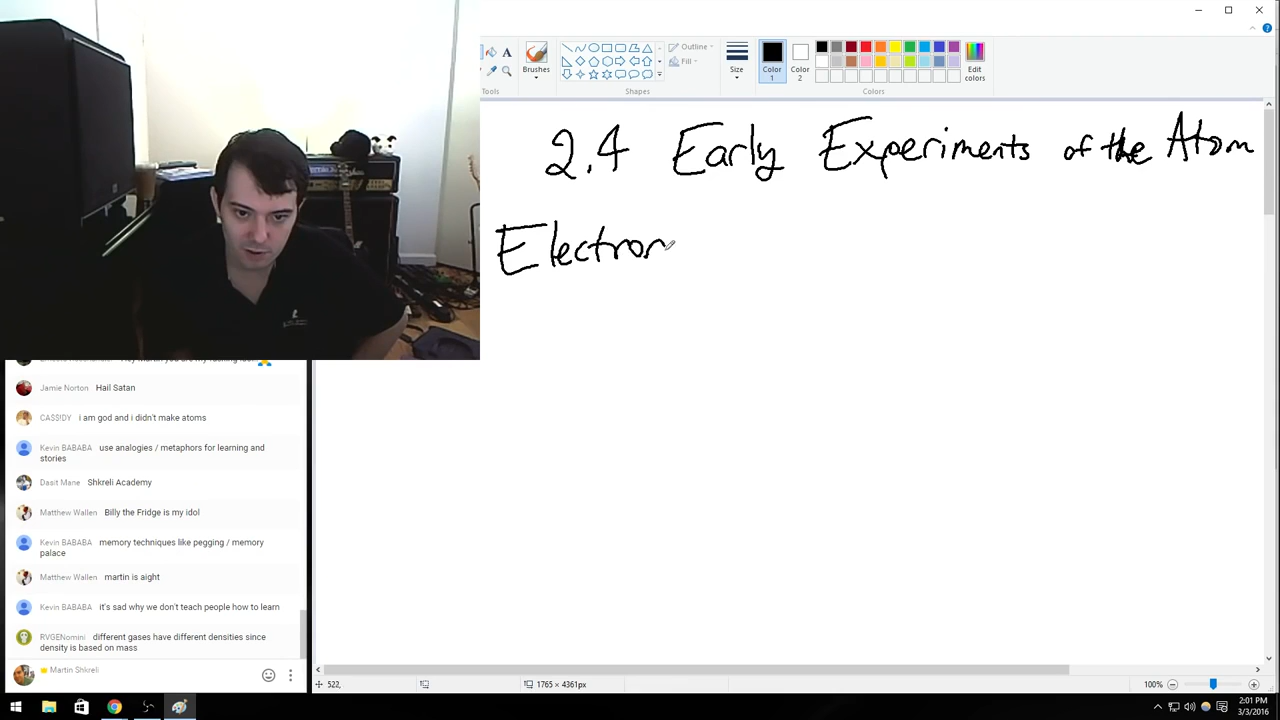 Tools
Brushes
Outline
Fill
Shapes
Size
Color
1
Color
2
Edit
colors
Colors
2.4 Early Experiments of the Atom
Electron
Jamie Norton Hail Satan
CASS!DY i am god and i didn't make atoms
Kevin BABABA use analogies / metaphors for learning and
stories
Dasit Mane Shkreli Academy
Matthew Wallen Billy the Fridge is my idol
Kevin BABABA memory techniques like pegging / memory
palace
Matthew Wallen martin is aight
Kevin BABABA it's sad why we don't teach people how to learn
RVGENomini different gases have different densities since
density is based on mass
Martin Shkreli
522,
1765 x 4361px
100%
2:01 PM
3/3/2016